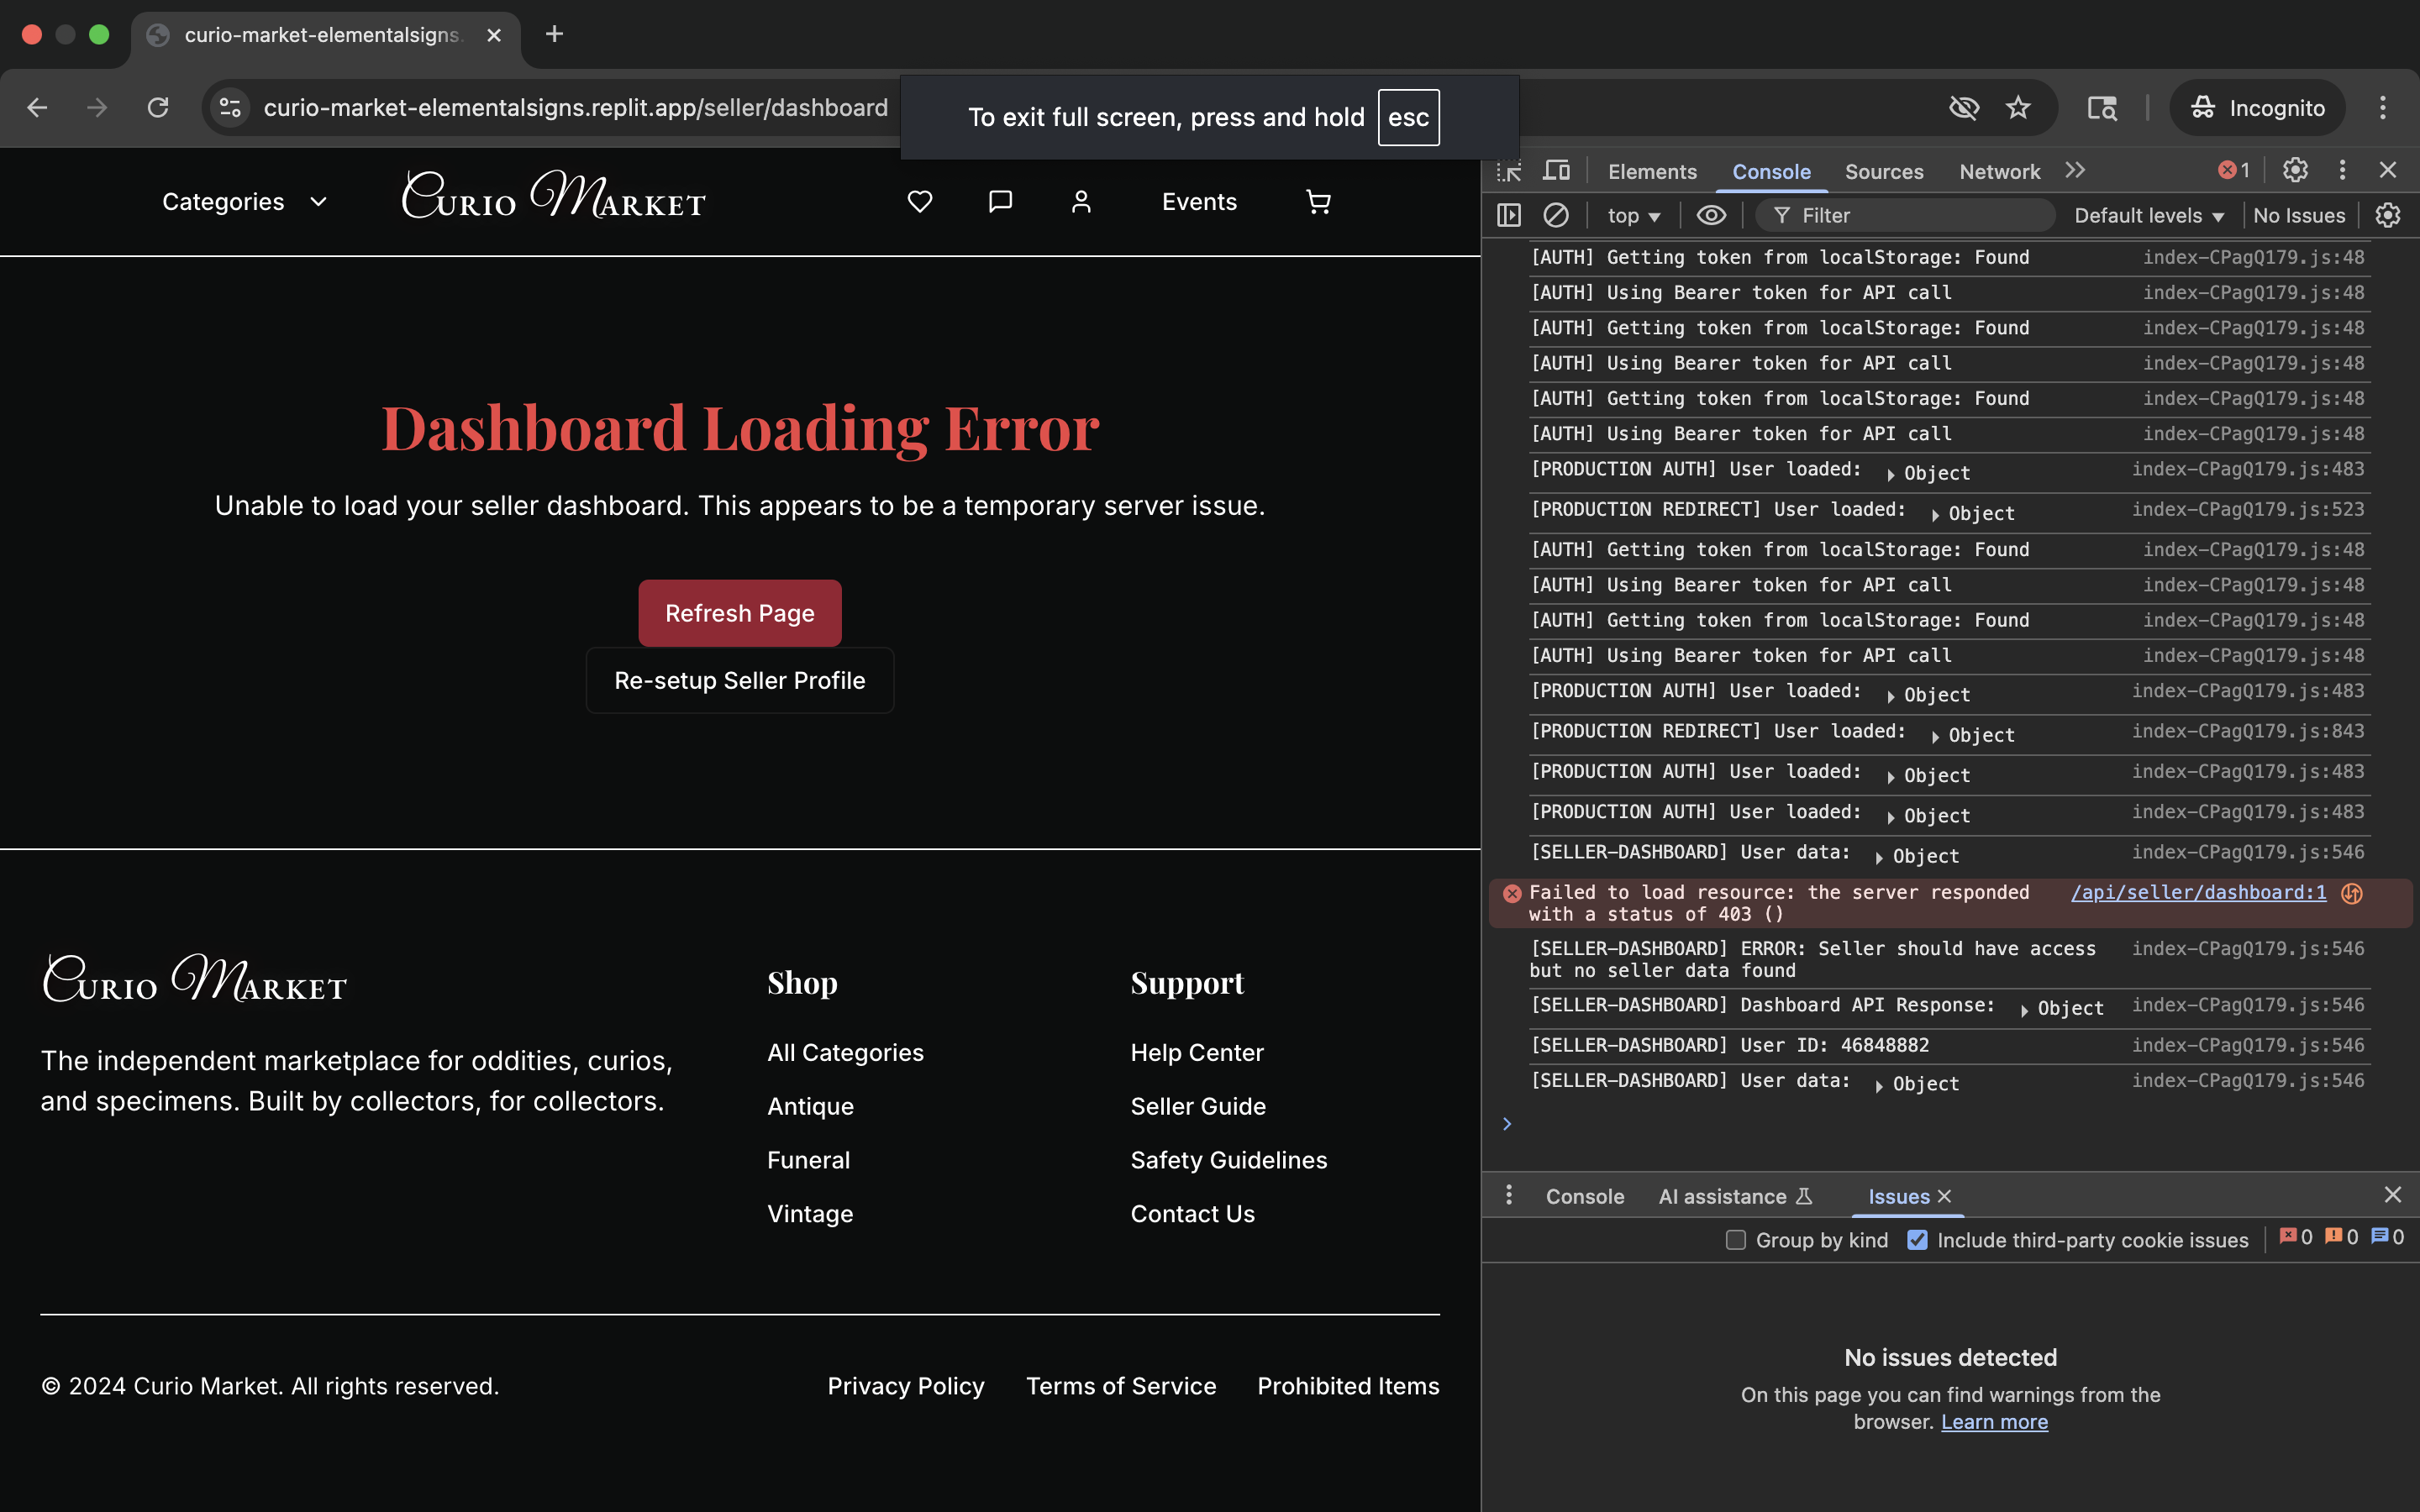 curio-market-elementalsigns.
curio-market-elementalsigns.replit.app/seller/dashboard
To exit full screen, press and hold esc
Incognito
Categories
Curio Market
Events
Dashboard Loading Error
Unable to load your seller dashboard. This appears to be a temporary server issue.
Refresh Page
Re-setup Seller Profile
Curio Market
The independent marketplace for oddities, curios,
and specimens. Built by collectors, for collectors.
Shop
All Categories
Antique
Funeral
Vintage
Support
Help Center
Seller Guide
Safety Guidelines
Contact Us
© 2024 Curio Market. All rights reserved.
Privacy Policy Terms of Service Prohibited Items
Elements Console Sources Network 1
top Filter Default levels No Issues
[AUTH] Getting token from localStorage: Found index-CPagQ179.js:48
[AUTH] Using Bearer token for API call index-CPagQ179.js:48
[AUTH] Getting token from localStorage: Found index-CPagQ179.js:48
[AUTH] Using Bearer token for API call index-CPagQ179.js:48
[AUTH] Getting token from localStorage: Found index-CPagQ179.js:48
[AUTH] Using Bearer token for API call index-CPagQ179.js:48
[PRODUCTION AUTH] User loaded: Object index-CPagQ179.js:483
[PRODUCTION REDIRECT] User loaded: Object index-CPagQ179.js:523
[AUTH] Getting token from localStorage: Found index-CPagQ179.js:48
[AUTH] Using Bearer token for API call index-CPagQ179.js:48
[AUTH] Getting token from localStorage: Found index-CPagQ179.js:48
[AUTH] Using Bearer token for API call index-CPagQ179.js:48
[PRODUCTION AUTH] User loaded: Object index-CPagQ179.js:483
[PRODUCTION REDIRECT] User loaded: Object index-CPagQ179.js:843
[PRODUCTION AUTH] User loaded: Object index-CPagQ179.js:483
[PRODUCTION AUTH] User loaded: Object index-CPagQ179.js:483
[SELLER-DASHBOARD] User data: Object index-CPagQ179.js:546
Failed to load resource: the server responded /api/seller/dashboard:1
with a status of 403 ()
[SELLER-DASHBOARD] ERROR: Seller should have access index-CPagQ179.js:546
but no seller data found
[SELLER-DASHBOARD] Dashboard API Response: Object index-CPagQ179.js:546
[SELLER-DASHBOARD] User ID: 46848882 index-CPagQ179.js:546
[SELLER-DASHBOARD] User data: Object index-CPagQ179.js:546
Console AI assistance Issues
Group by kind Include third-party cookie issues 0 0 0
No issues detected
On this page you can find warnings from the
browser. Learn more